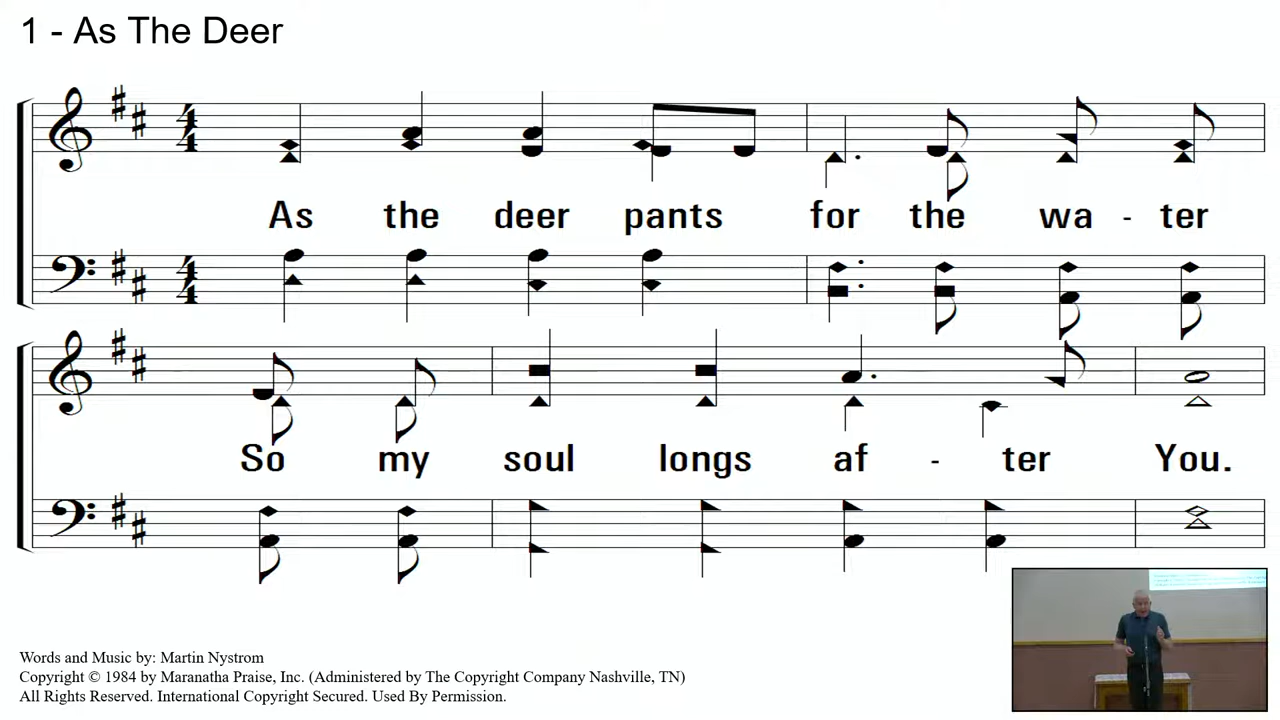 1 - As The Deer
As the deer pants for the wa - ter
So my soul longs af - ter You.
Words and Music by: Martin Nystrom
Copyright © 1984 by Maranatha Praise, Inc. (Administered by The Copyright Company Nashville, TN)
All Rights Reserved. International Copyright Secured. Used By Permission.